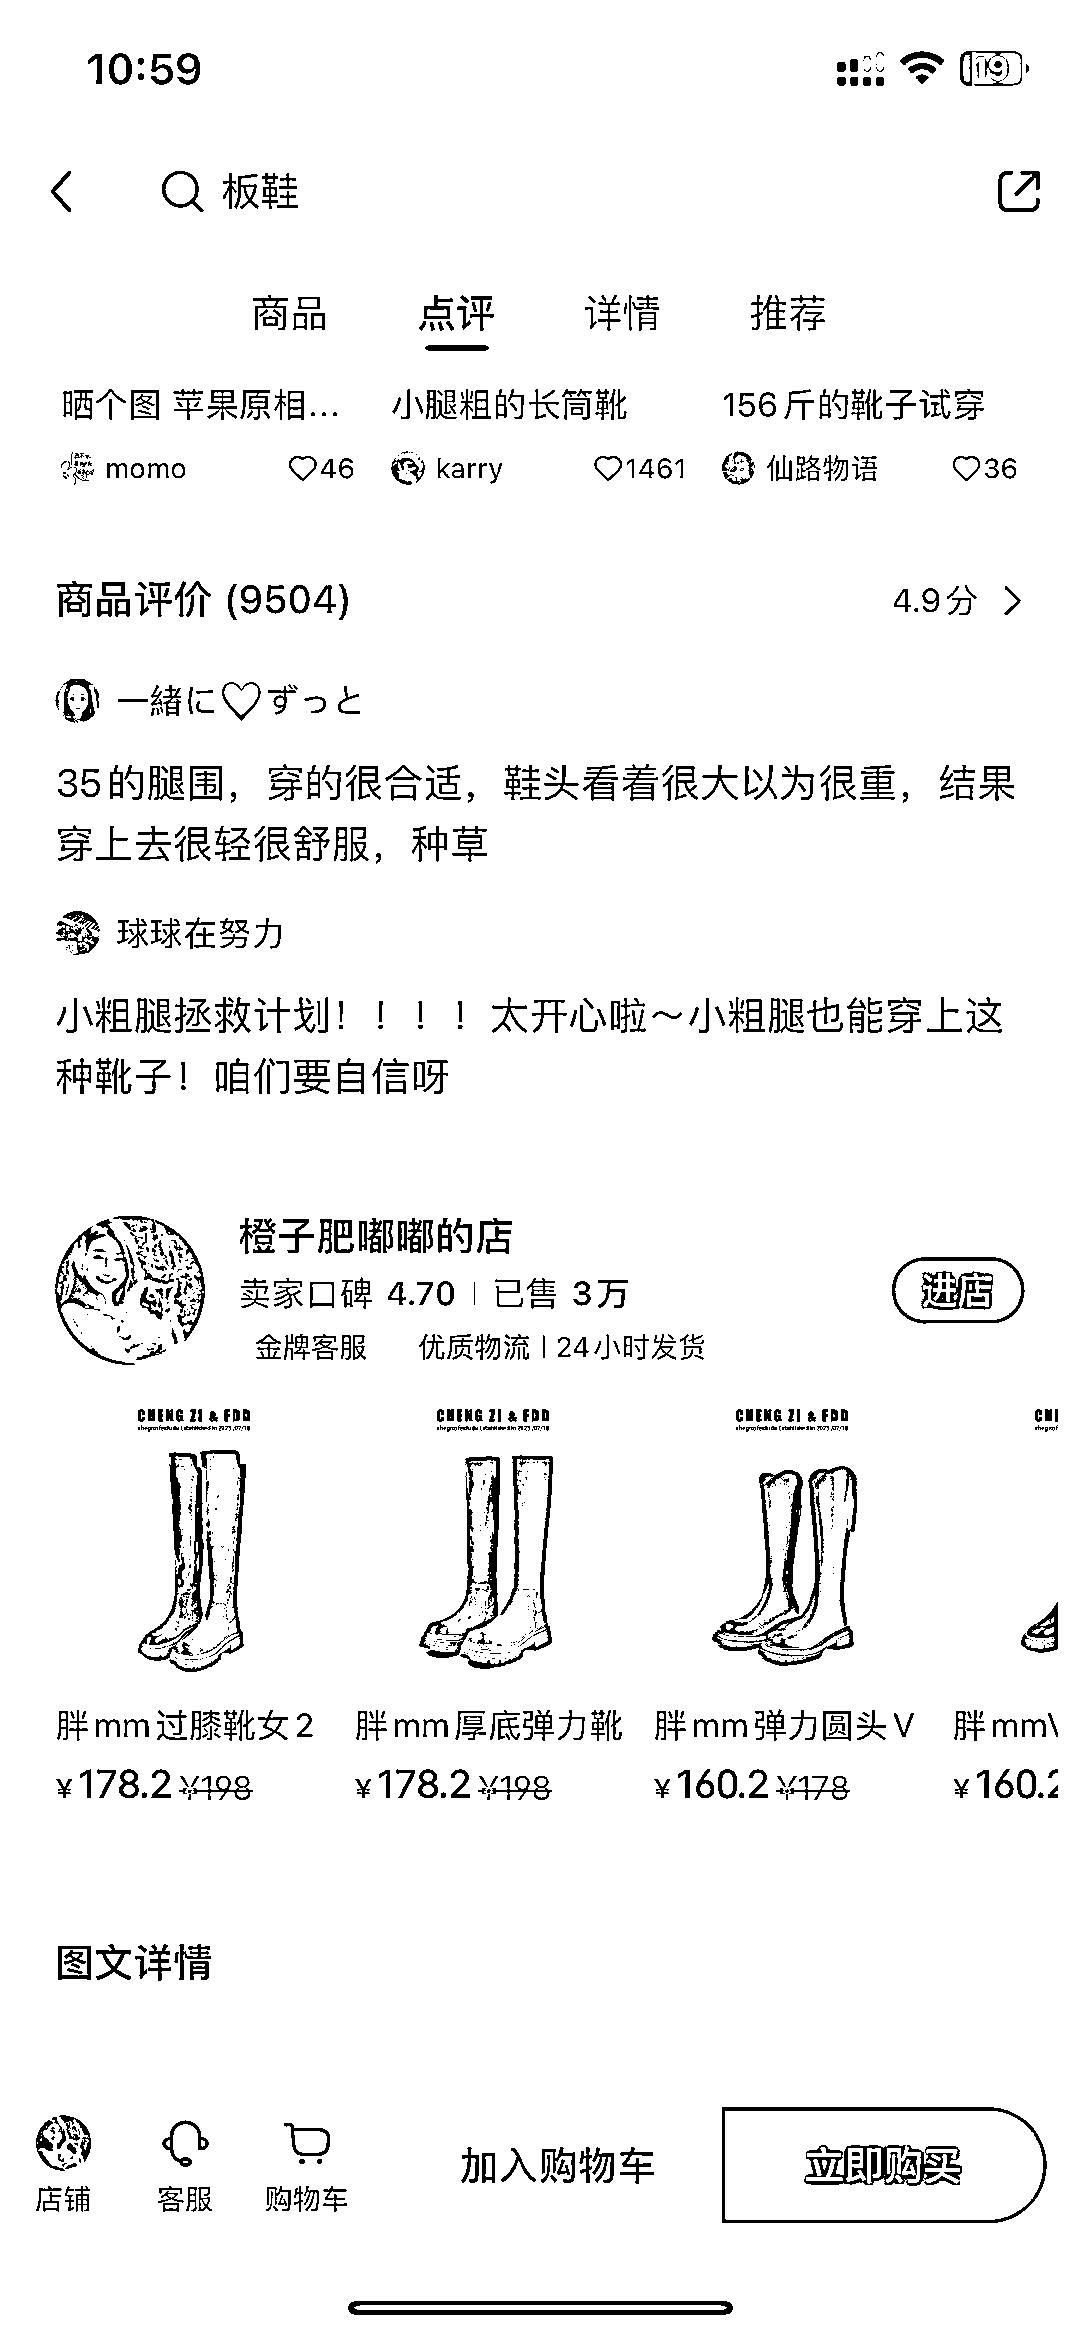 10:59
19
板鞋
商品 点评 详情 推荐
晒个图 苹果原相... 小腿粗的长筒靴 156斤的靴子试穿
momo 46 karry 1461 仙路物语 36
商品评价 (9504) 4.9分
一緒に♡ずっと
35的腿围，穿的很合适，鞋头看着很大以为很重，结果
穿上去很轻很舒服，种草
球球在努力
小粗腿拯救计划！！！！太开心啦～小粗腿也能穿上这
种靴子！咱们要自信呀
橙子肥嘟嘟的店
卖家口碑 4.70 | 已售 3万
进店
金牌客服 优质物流 | 24小时发货
CHENG ZI & FDD CHENG ZI & FDD CHENG ZI & FDD CHI
胖mm过膝靴女2 胖mm厚底弹力靴 胖mm弹力圆头V 胖mm\
¥178.2 ¥198 ¥178.2 ¥198 ¥160.2 ¥178 ¥160.2
图文详情
店铺 客服 购物车 加入购物车 立即购买